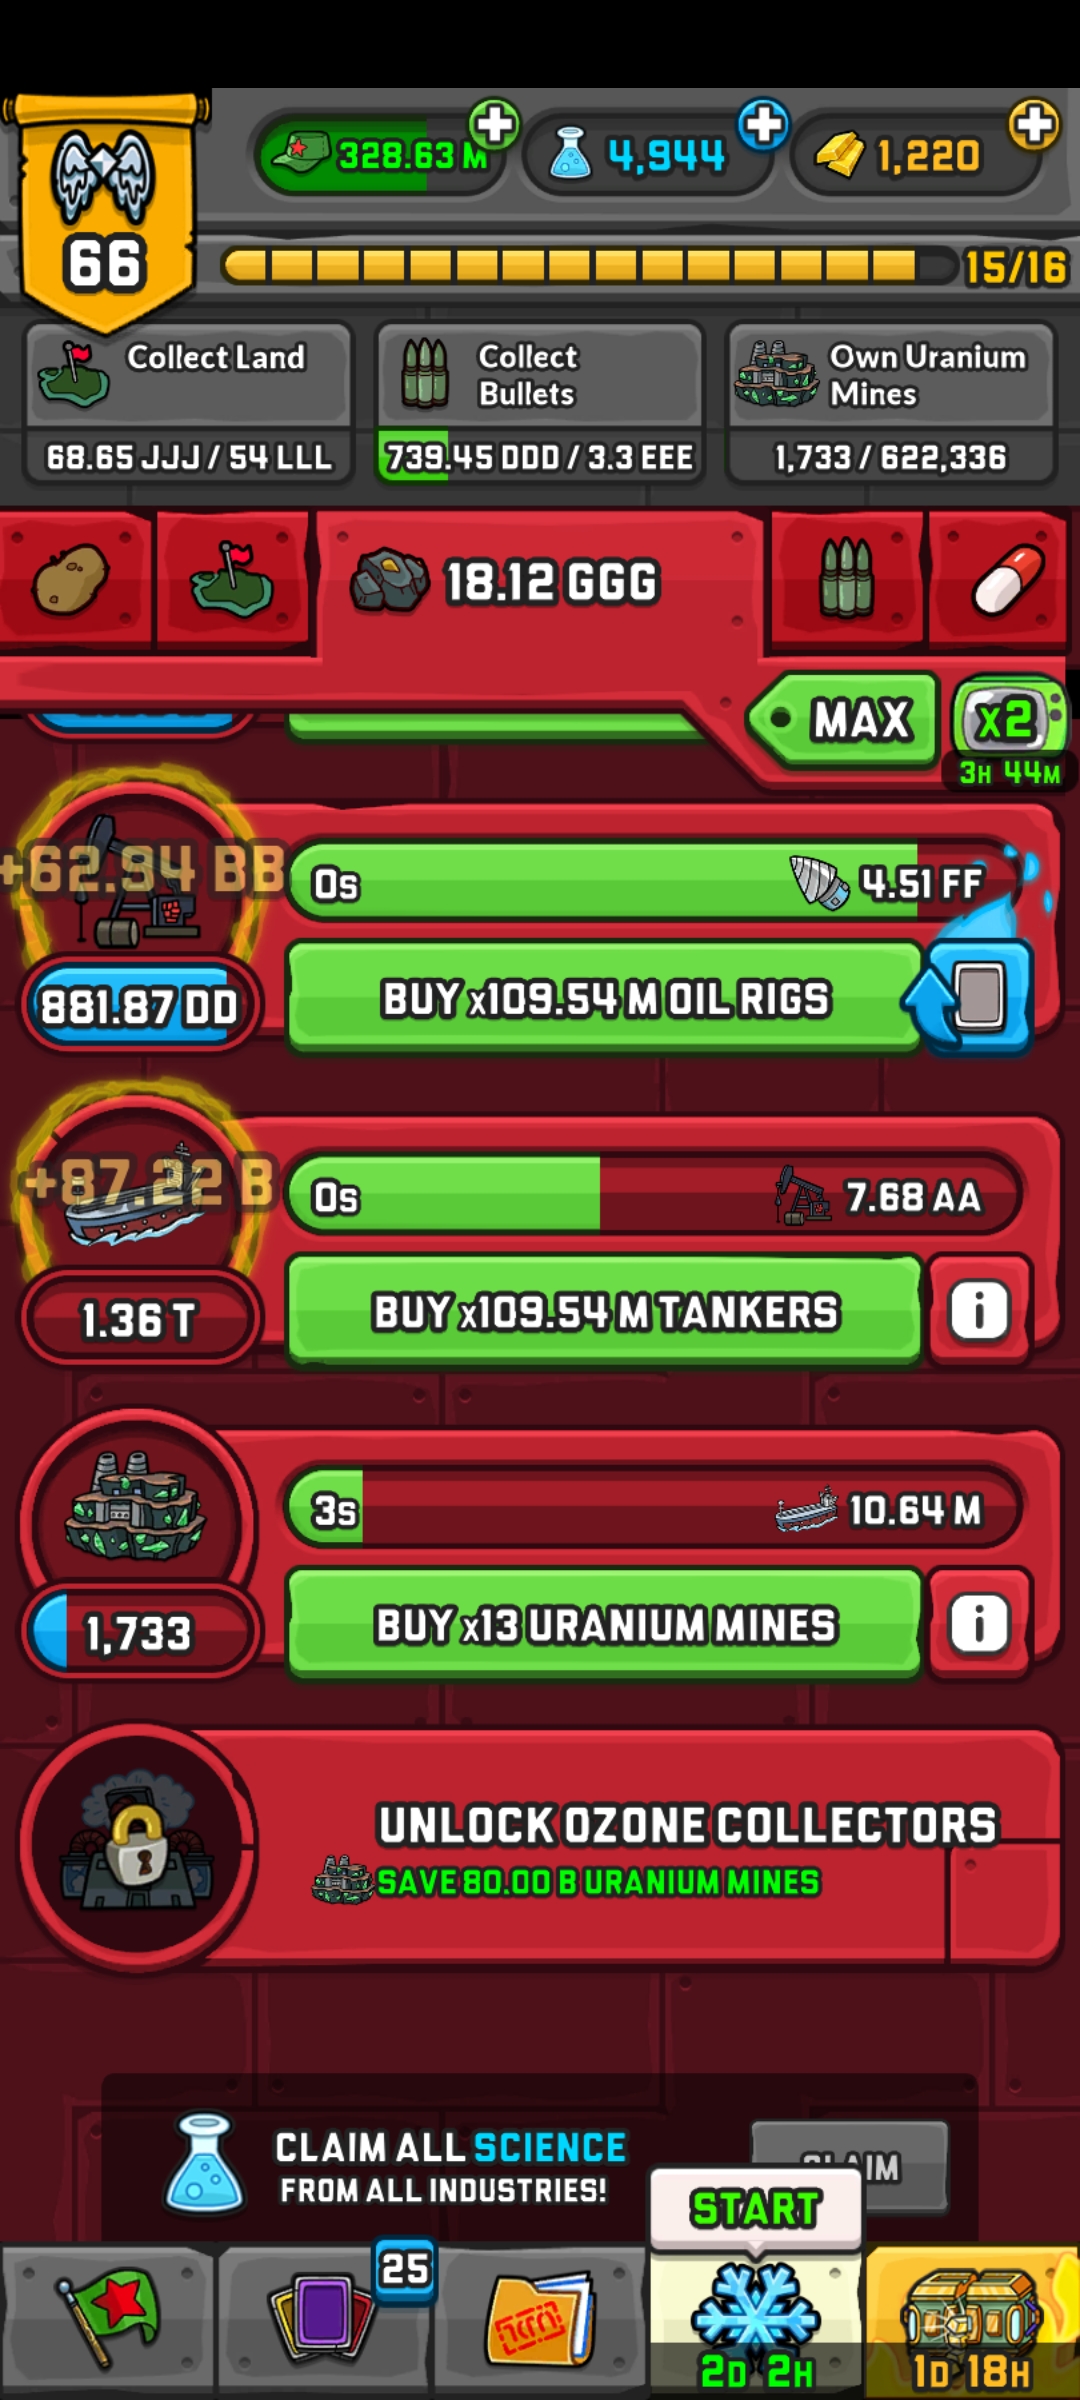 66
328.63 M
4,944
1,220
15/16
Collect Land
68.65 JJJ / 54 LLL
Collect
Bullets
739.45 DDD / 3.3 EEE
Own Uranium
Mines
1,733 / 622,336
18.12 GGG
MAX
x2
3H 44M
+62.94 BB
0s
4.51 FF
881.87 DD
BUY x109.54 M OIL RIGS
+87.22 B
0s
7.68 AA
1.36 T
BUY x109.54 M TANKERS
i
3s
10.64 M
1,733
BUY x13 URANIUM MINES
i
UNLOCK OZONE COLLECTORS
SAVE 80.00 B URANIUM MINES
CLAIM ALL SCIENCE
FROM ALL INDUSTRIES!
CLAIM
START
25
2D 2H
1D 18H